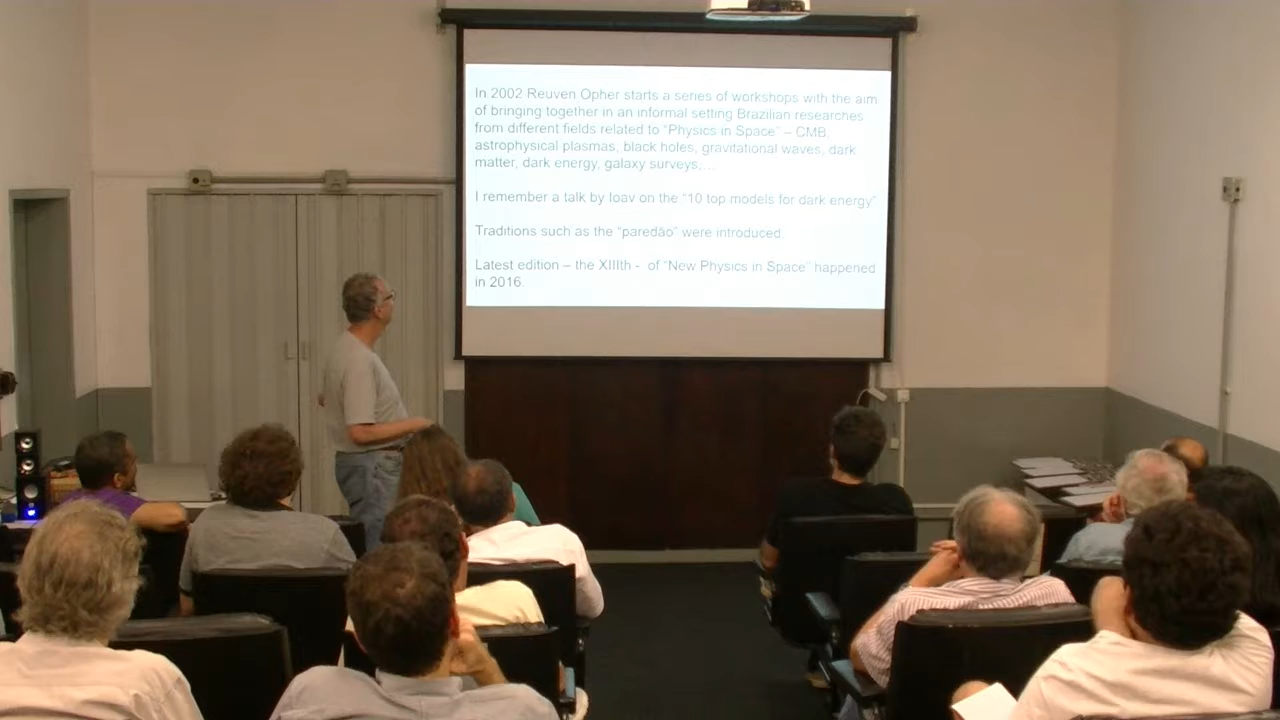 In 2002 Reuven Opher starts a series of workshops with the aim
of bringing together in an informal setting Brazilian researches
from different fields related to "Physics in Space" – CMB,
astrophysical plasmas, black holes, gravitational waves, dark
matter, dark energy, galaxy surveys,...
I remember a talk by Ioav on the "10 top models for dark energy"
Traditions such as the "paredão" were introduced.
Latest edition – the XIIIth - of "New Physics in Space" happened
in 2016.